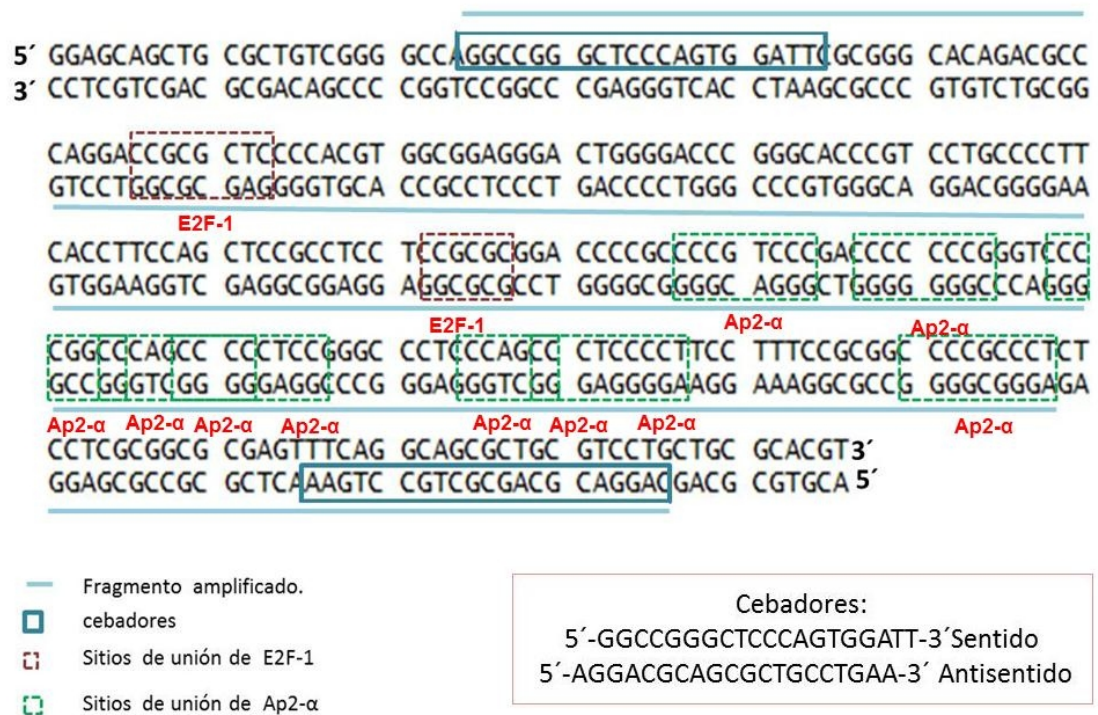 5´ GGAGCAGCTG CGCTGTCGGG GCCAGGCCGG GCTCCCAGTG GATTCGCGGG CACAGACGCC
3´ CCTCGTCGAC GCGACAGCCC CGGTCCGGCC CGAGGGTCAC CTAAGCGCCC GTGTCTGCGG
CAGGACCGCG CTCCCCACGT GGCGGAGGGA CTGGGGACCC GGGCACCCGT CCTGCCCCTT
GTCCTGGCGC GAGGGGTGCA CCGCCTCCCT GACCCCTGGG CCCGTGGGCA GGACGGGGAA
E2F-1
CACCTTCCAG CTCCGCCTCC TCCGCGCGGA CCCCGCCCCG TCCCGACCCC CCCGGGTCCC
GTGGAAGGTC GAGGCGGAGG AGGCGCGCCT GGGGCGGGGC AGGGCTGGGG GGGCCCAGGG
E2F-1 Ap2-α Ap2-α
CGGCCCAGCC CCCTCCGGGC CCTCCCAGCC CTCCCCTTCC TTTCCGCGGC CCCGCCCTCT
GCCGGGTCGG GGGAGGCCCG GGAGGGTCGG GAGGGGAAGG AAAGGCGCCG GGGCGGGAGA
Ap2-α Ap2-α Ap2-α Ap2-α Ap2-α Ap2-α Ap2-α Ap2-α
CCTCGCGGCG CGAGTTTCAG GCAGCGCTGC GTCCTGCTGC GCACGT 3´
GGAGCGCCGC GCTCAAAGTC CGTCGCGACG CAGGACGACG CGTGCA 5´
Fragmento amplificado.
cebadores
Sitios de unión de E2F-1
Sitios de unión de Ap2-α
Cebadores:
5´-GGCCGGGCTCCCAGTGGATT-3´Sentido
5´-AGGACGCAGCGCTGCCTGAA-3´ Antisentido